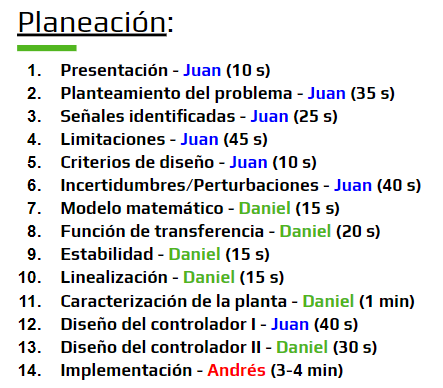 Planeación:
1. Presentación - Juan (10 s)
2. Planteamiento del problema - Juan (35 s)
3. Señales identificadas - Juan (25 s)
4. Limitaciones - Juan (45 s)
5. Criterios de diseño - Juan (10 s)
6. Incertidumbres/Perturbaciones - Juan (40 s)
7. Modelo matemático - Daniel (15 s)
8. Función de transferencia - Daniel (20 s)
9. Estabilidad - Daniel (15 s)
10. Linealización - Daniel (15 s)
11. Caracterización de la planta - Daniel (1 min)
12. Diseño del controlador I - Juan (40 s)
13. Diseño del controlador II - Daniel (30 s)
14. Implementación - Andrés (3-4 min)